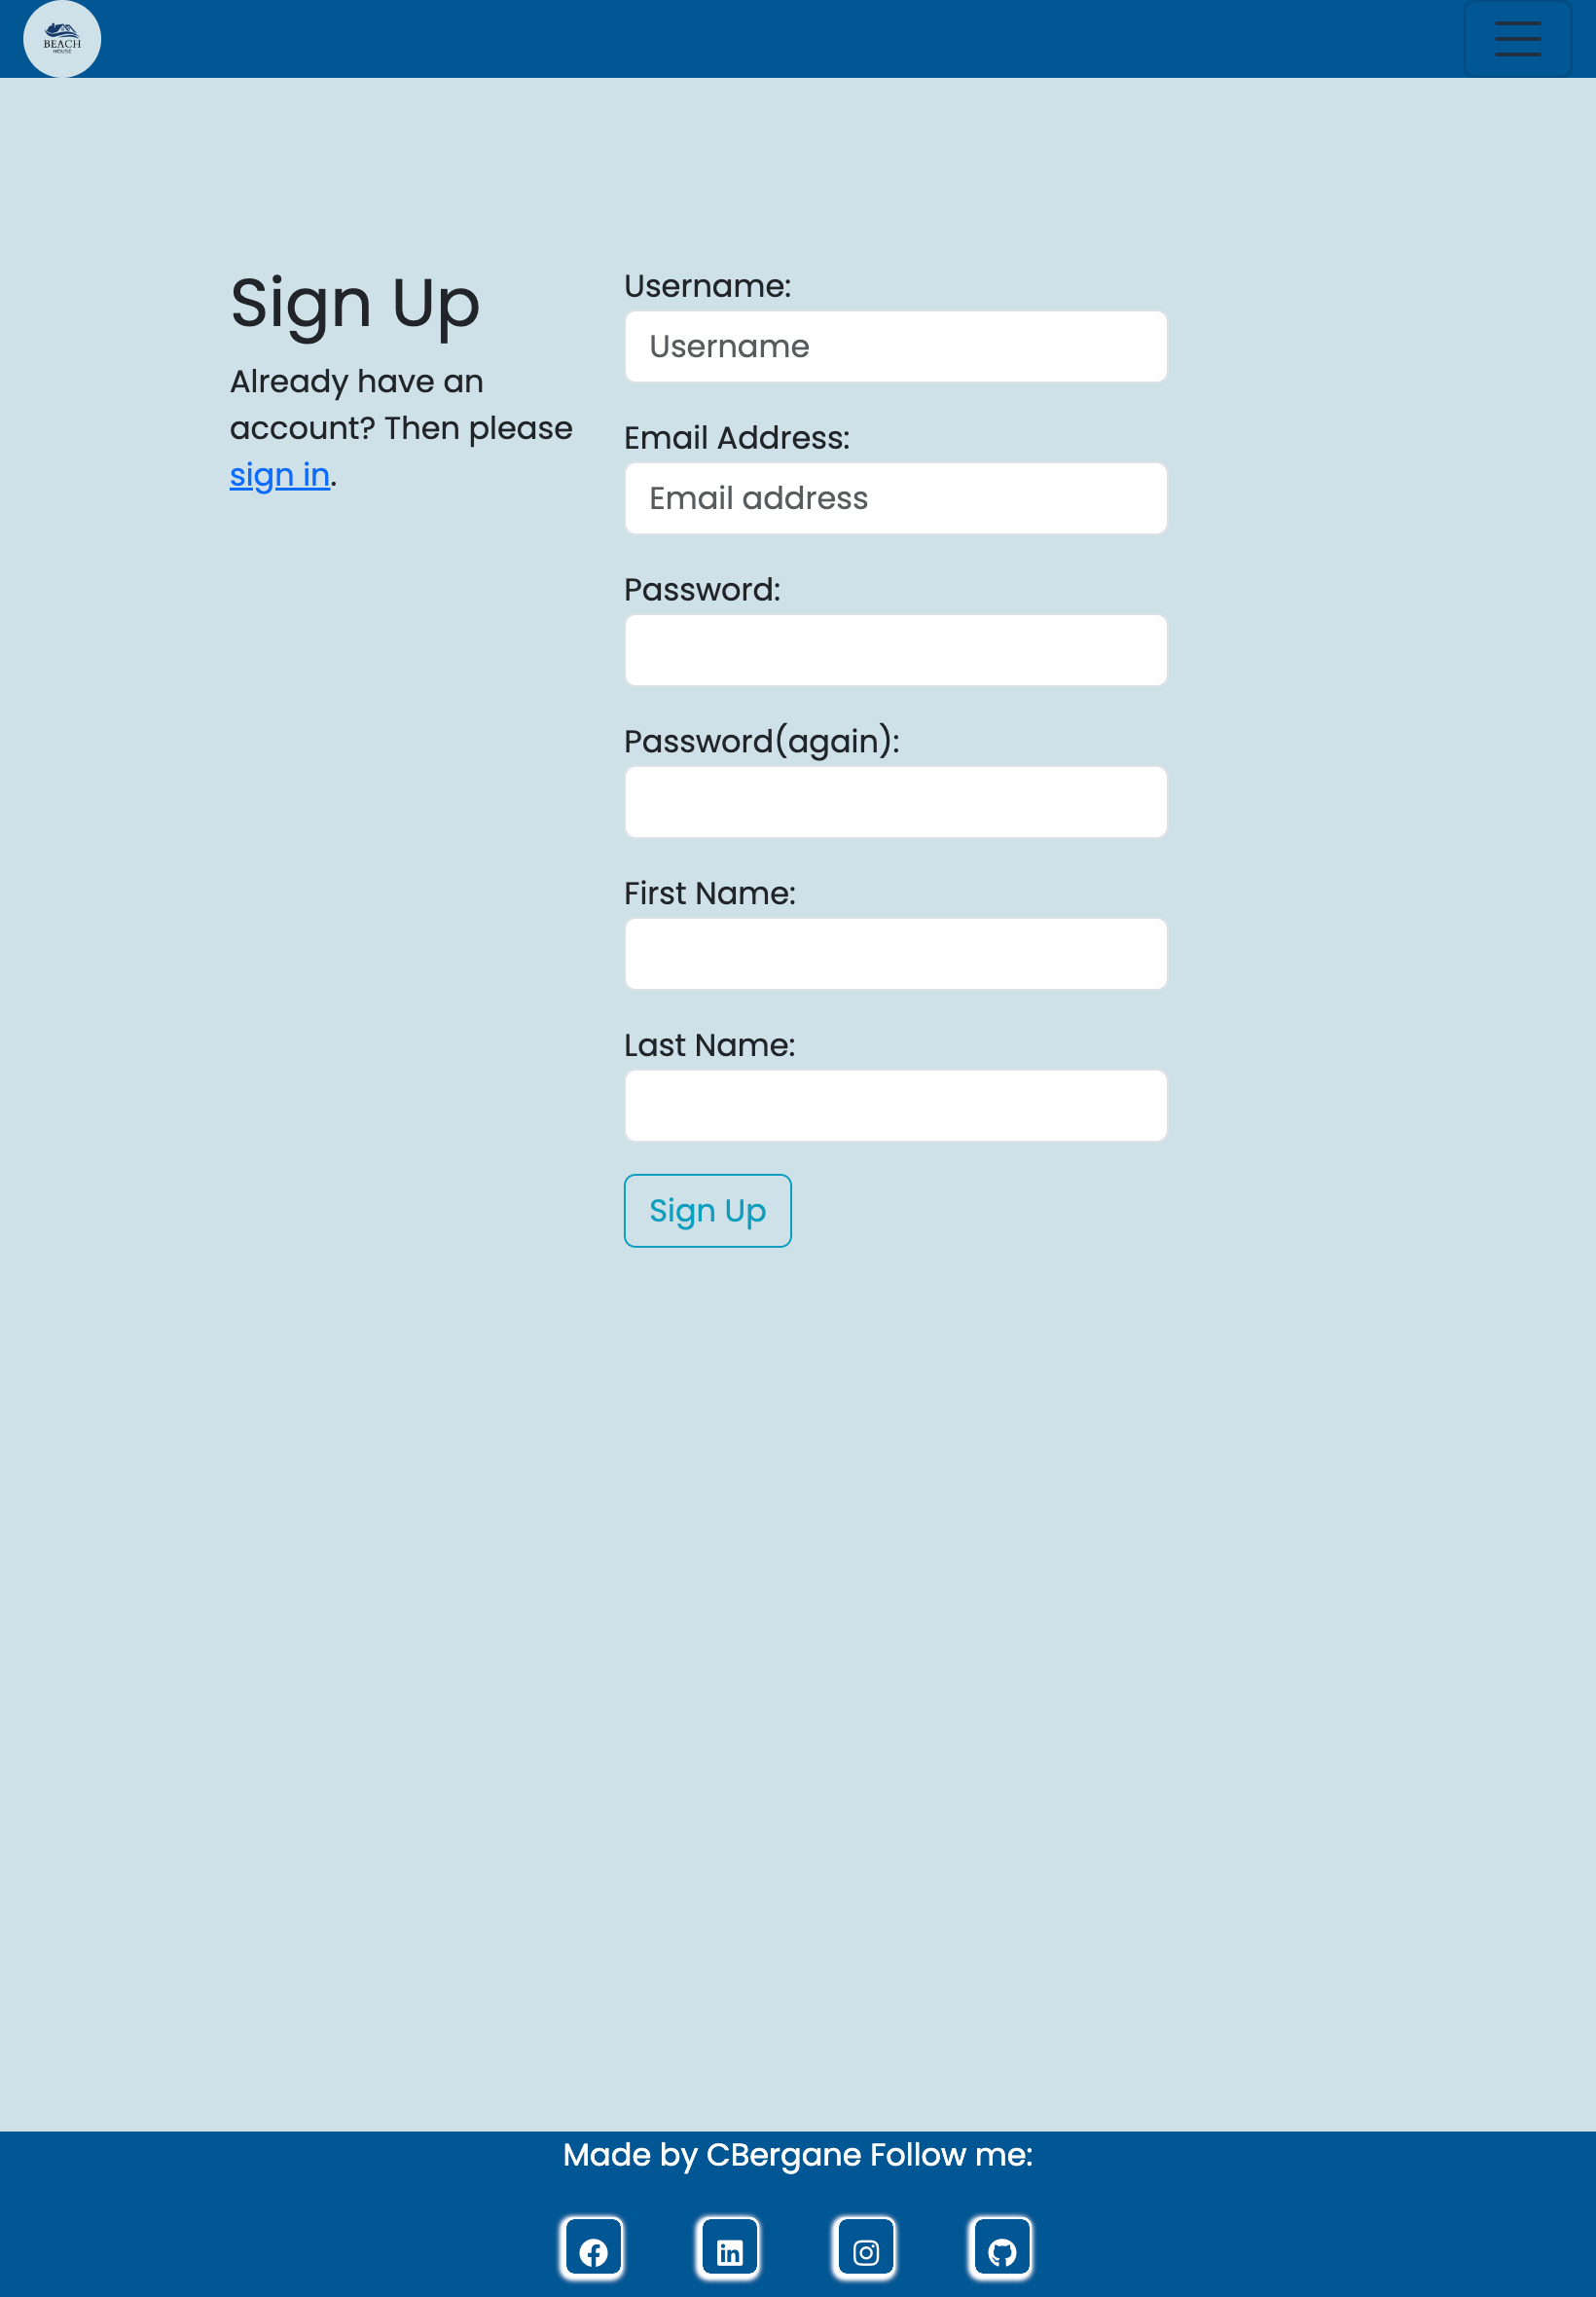 BEACH
HOUSE
Sign Up
Already have an
account? Then please
sign in.
Username:
Username
Email Address:
Email address
Password:
Password(again):
First Name:
Last Name:
Sign Up
Made by CBergane Follow me: